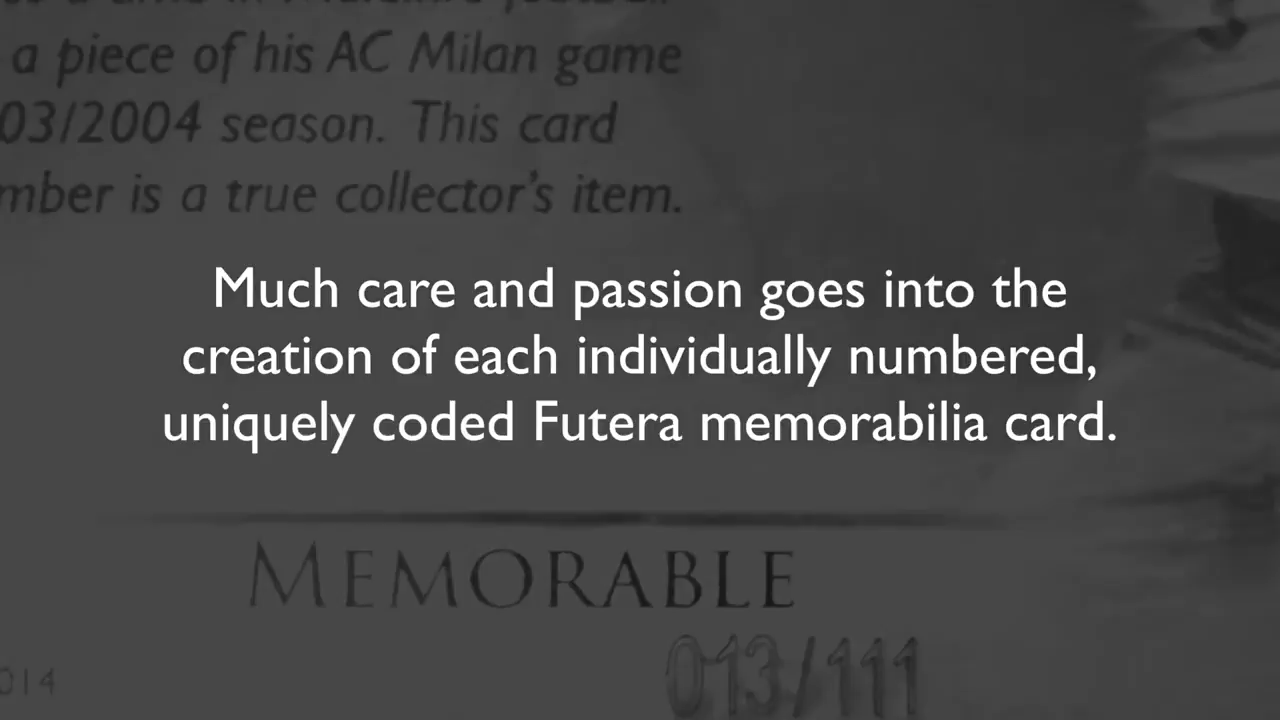 a piece of his AC Milan game
03/2004 season. This card
mber is a true collector's item.
Much care and passion goes into the
creation of each individually numbered,
uniquely coded Futera memorabilia card.
MEMORABLE
013/111
014